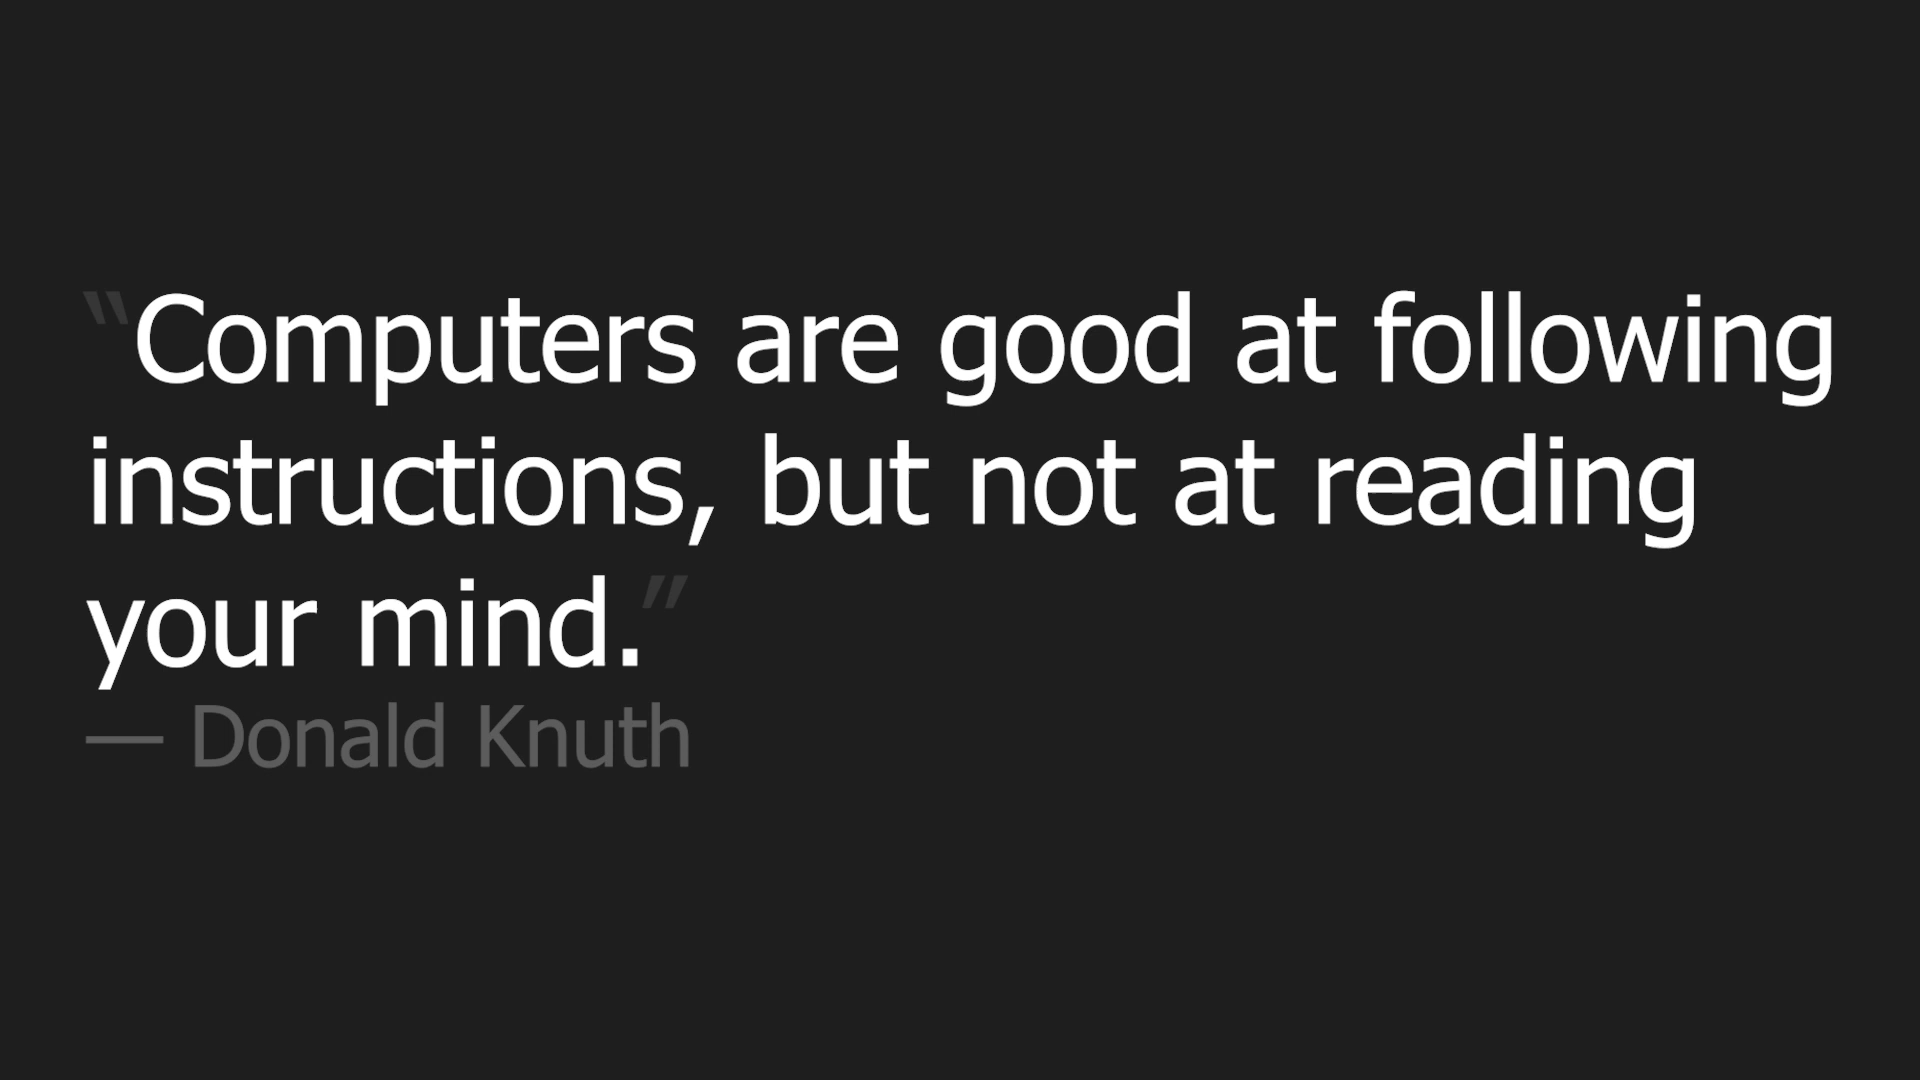 “Computers are good at following
instructions, but not at reading
your mind.”
— Donald Knuth